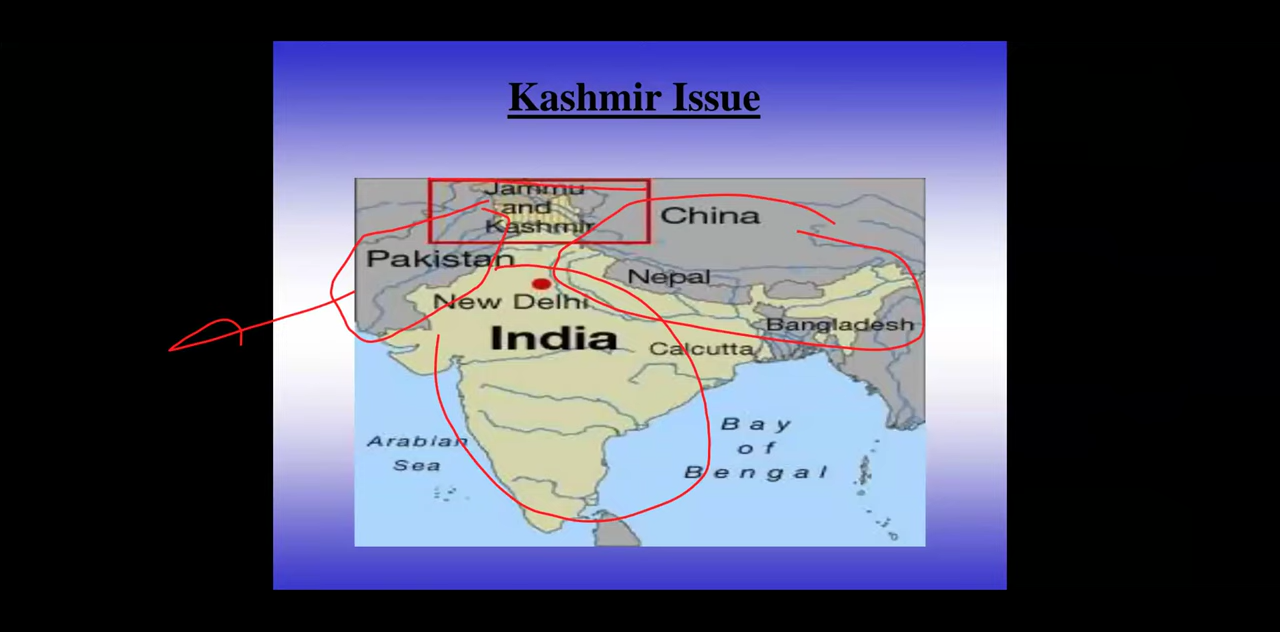 Kashmir Issue
Jammu
and
Kashmir
China
Pakistan
Nepal
New Delhi
India
Bangladesh
Calcutta
Arabian
Sea
Bay
of
Bengal